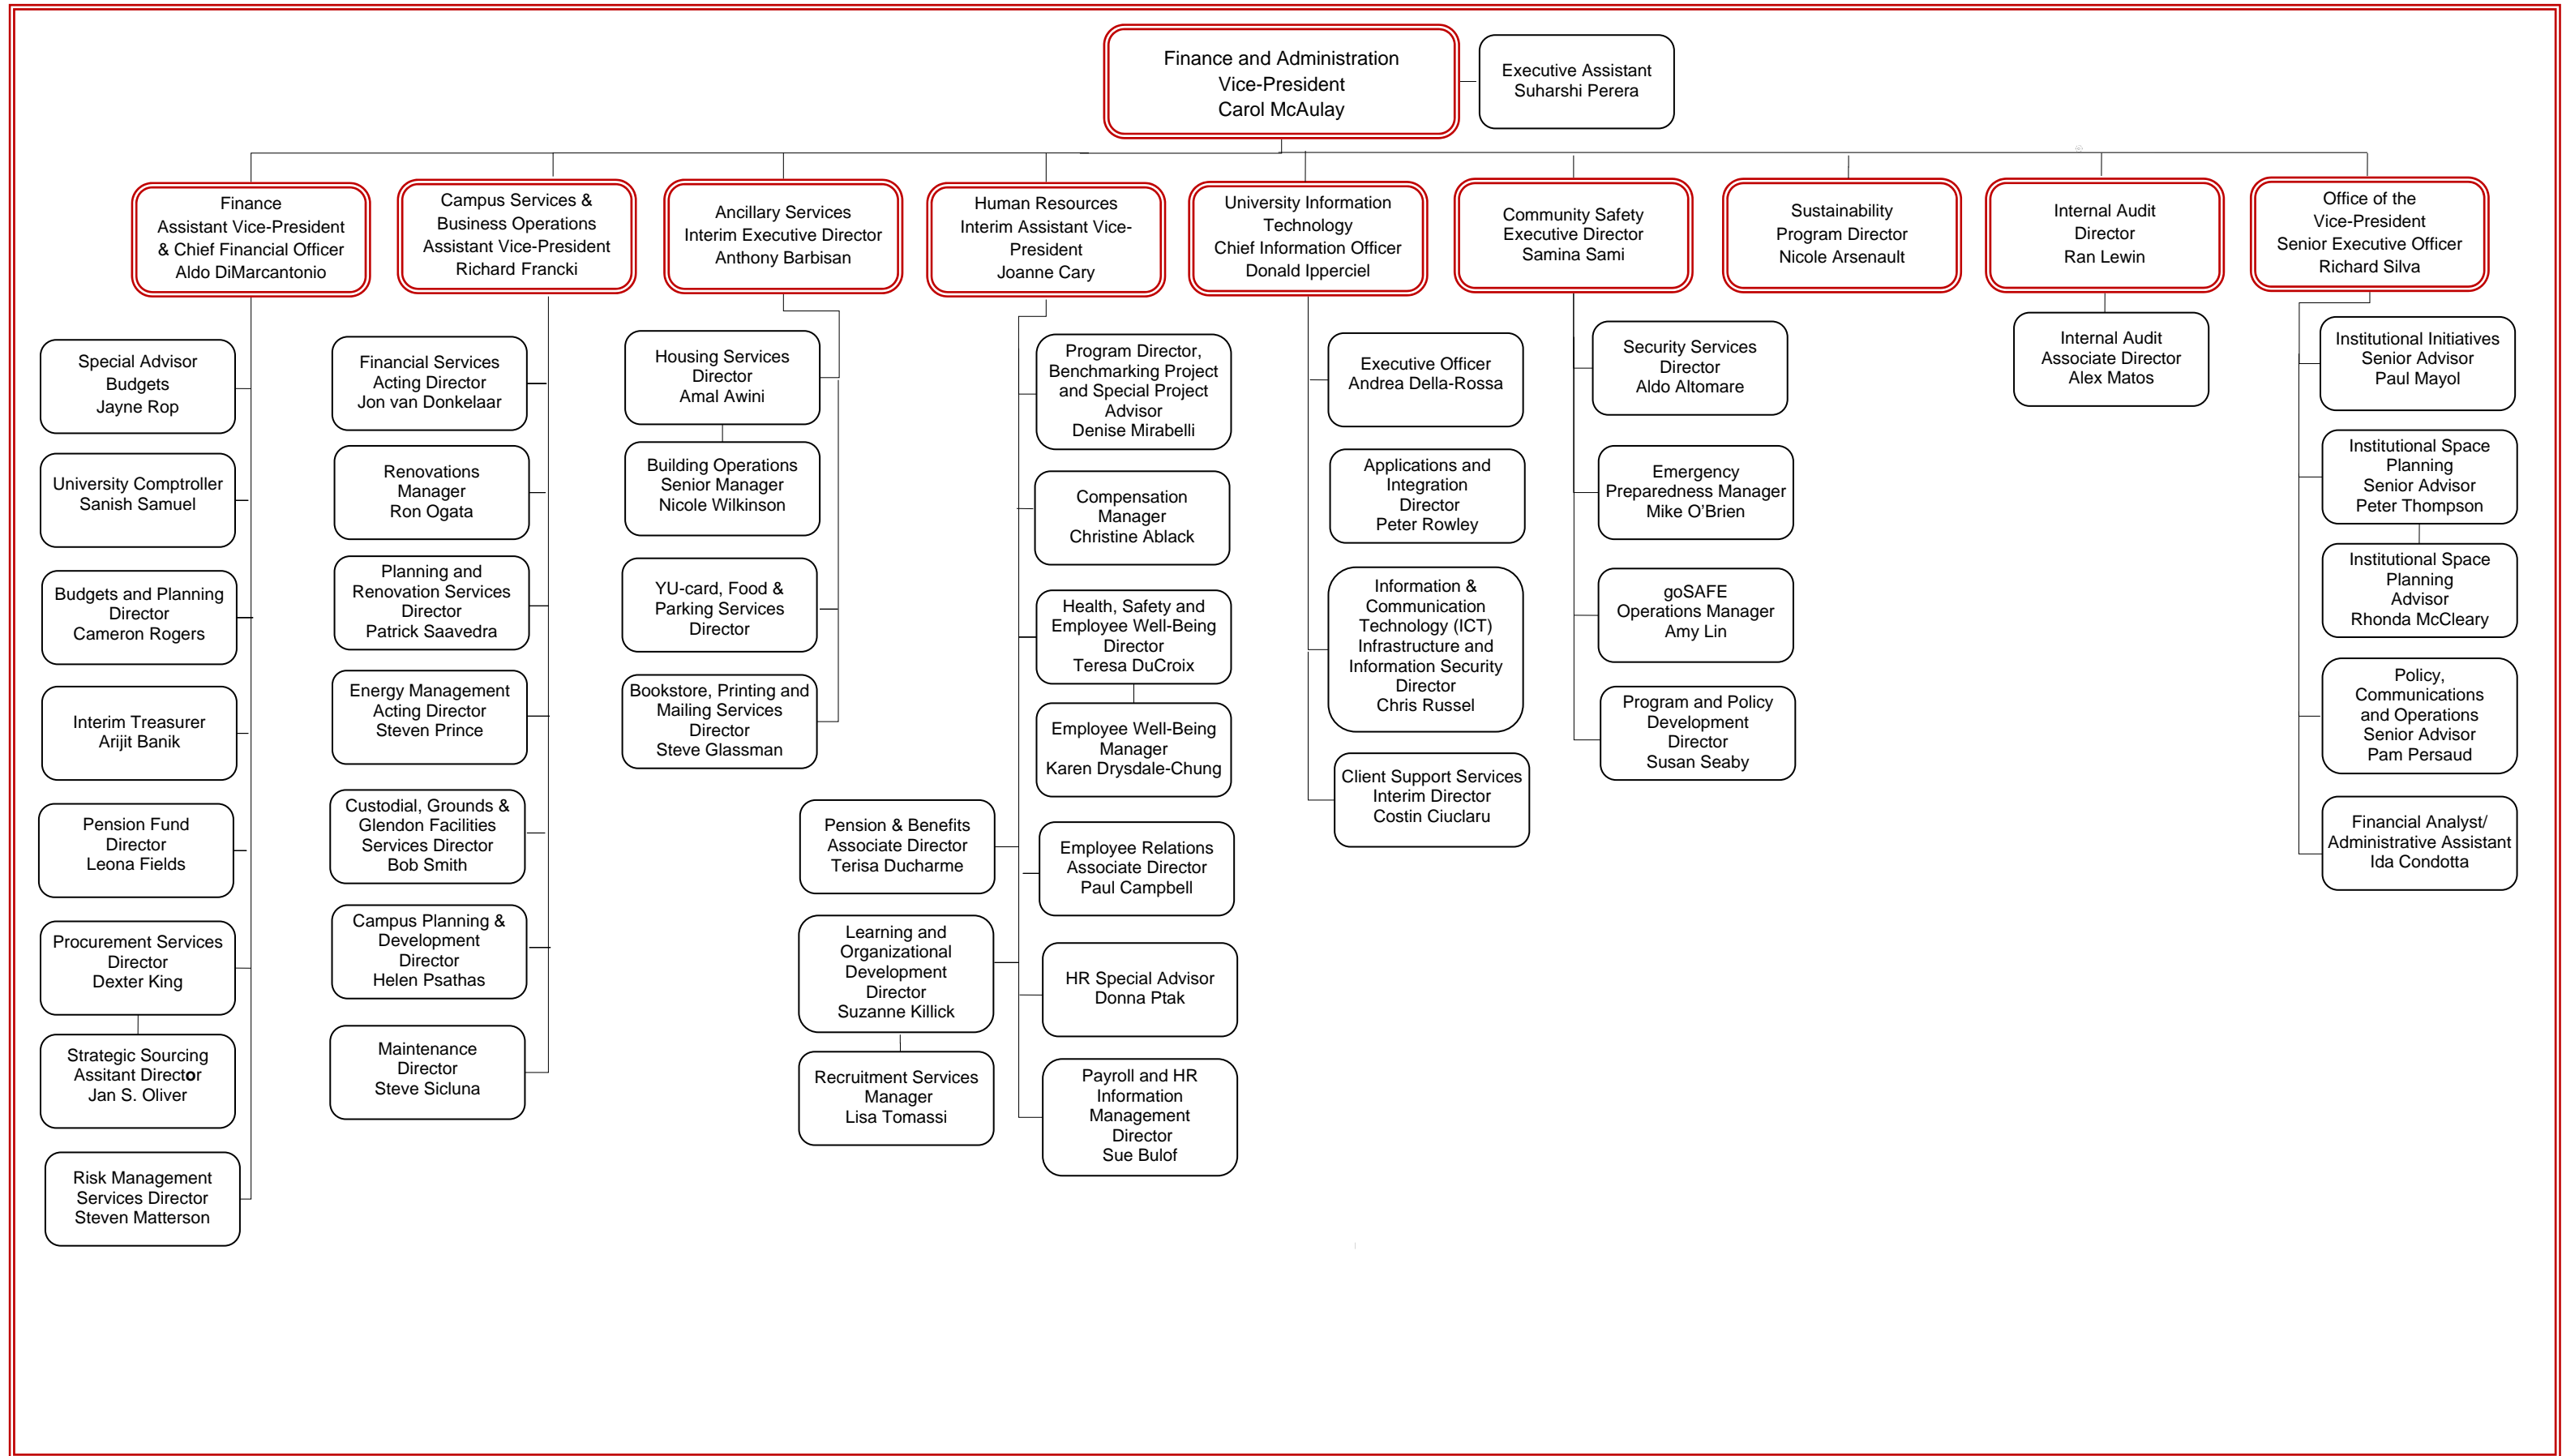 Finance and Administration
Vice-President
Carol McAulay
Executive Assistant
Suharshi Perera
Finance
Assistant Vice-President
& Chief Financial Officer
Aldo DiMarcantonio
Campus Services &
Business Operations
Assistant Vice-President
Richard Francki
Ancillary Services
Interim Executive Director
Anthony Barbisan
Human Resources
Interim Assistant Vice-
President
Joanne Cary
University Information
Technology
Chief Information Officer
Donald Ipperciel
Community Safety
Executive Director
Samina Sami
Sustainability
Program Director
Nicole Arsenault
Internal Audit
Director
Ran Lewin
Office of the
Vice-President
Senior Executive Officer
Richard Silva
Special Advisor
Budgets
Jayne Rop
University Comptroller
Sanish Samuel
Budgets and Planning
Director
Cameron Rogers
Interim Treasurer
Arijit Banik
Pension Fund
Director
Leona Fields
Procurement Services
Director
Dexter King
Strategic Sourcing
Assitant Director
Jan S. Oliver
Risk Management
Services Director
Steven Matterson
Financial Services
Acting Director
Jon van Donkelaar
Renovations
Manager
Ron Ogata
Planning and
Renovation Services
Director
Patrick Saavedra
Energy Management
Acting Director
Steven Prince
Custodial, Grounds &
Glendon Facilities
Services Director
Bob Smith
Campus Planning &
Development
Director
Helen Psathas
Maintenance
Director
Steve Sicluna
Housing Services
Director
Amal Awini
Building Operations
Senior Manager
Nicole Wilkinson
YU-card, Food &
Parking Services
Director
Bookstore, Printing and
Mailing Services
Director
Steve Glassman
Pension & Benefits
Associate Director
Terisa Ducharme
Learning and
Organizational
Development
Director
Suzanne Killick
Recruitment Services
Manager
Lisa Tomassi
Program Director,
Benchmarking Project
and Special Project
Advisor
Denise Mirabelli
Compensation
Manager
Christine Ablack
Health, Safety and
Employee Well-Being
Director
Teresa DuCroix
Employee Well-Being
Manager
Karen Drysdale-Chung
Employee Relations
Associate Director
Paul Campbell
HR Special Advisor
Donna Ptak
Payroll and HR
Information
Management
Director
Sue Bulof
Executive Officer
Andrea Della-Rossa
Applications and
Integration
Director
Peter Rowley
Information &
Communication
Technology (ICT)
Infrastructure and
Information Security
Director
Chris Russel
Client Support Services
Interim Director
Costin Ciuclaru
Security Services
Director
Aldo Altomare
Emergency
Preparedness Manager
Mike O’Brien
goSAFE
Operations Manager
Amy Lin
Program and Policy
Development
Director
Susan Seaby
Internal Audit
Associate Director
Alex Matos
Institutional Initiatives
Senior Advisor
Paul Mayol
Institutional Space
Planning
Senior Advisor
Peter Thompson
Institutional Space
Planning
Advisor
Rhonda McCleary
Policy,
Communications
and Operations
Senior Advisor
Pam Persaud
Financial Analyst/
Administrative Assistant
Ida Condotta